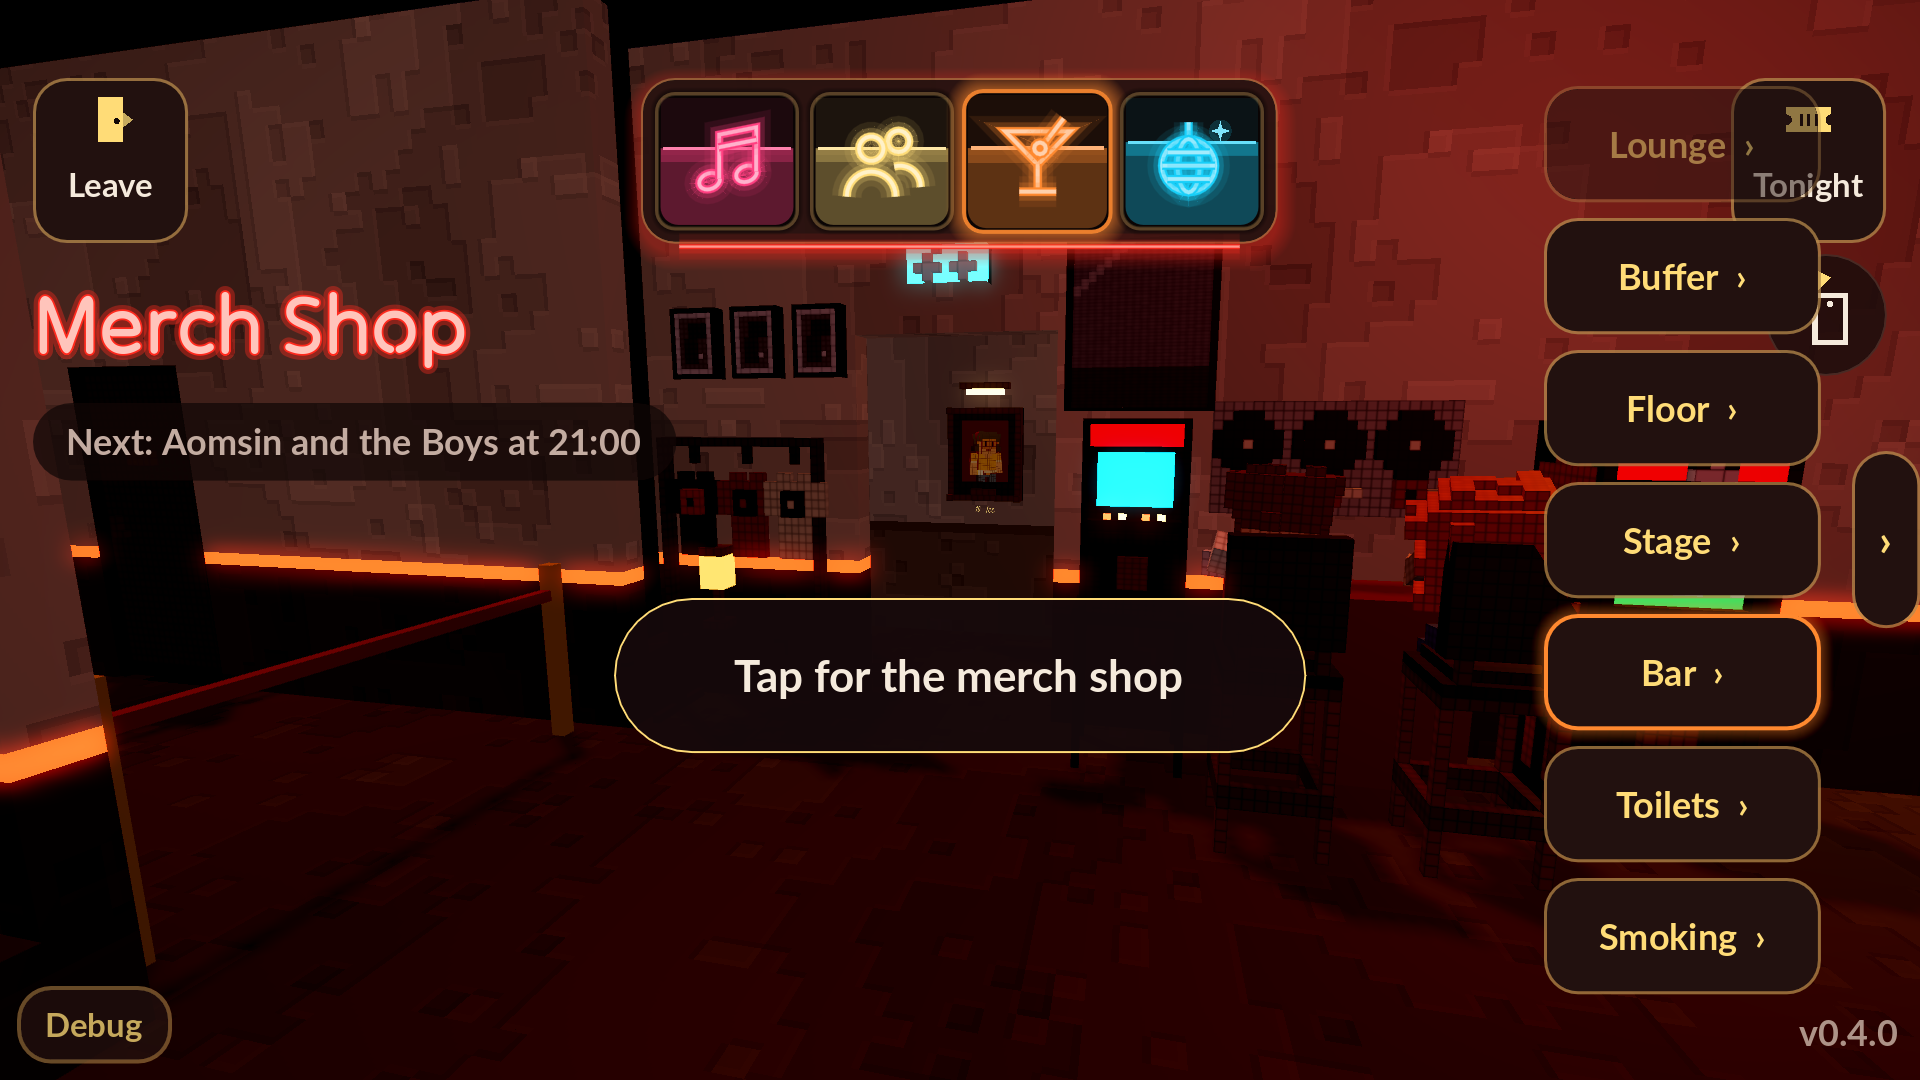 Leave
Lounge ›
Tonight
Buffer ›
Merch Shop
Floor ›
Next: Aomsin and the Boys at 21:00
Stage ›
›
Tap for the merch shop
Bar ›
Toilets ›
Smoking ›
Debug
v0.4.0